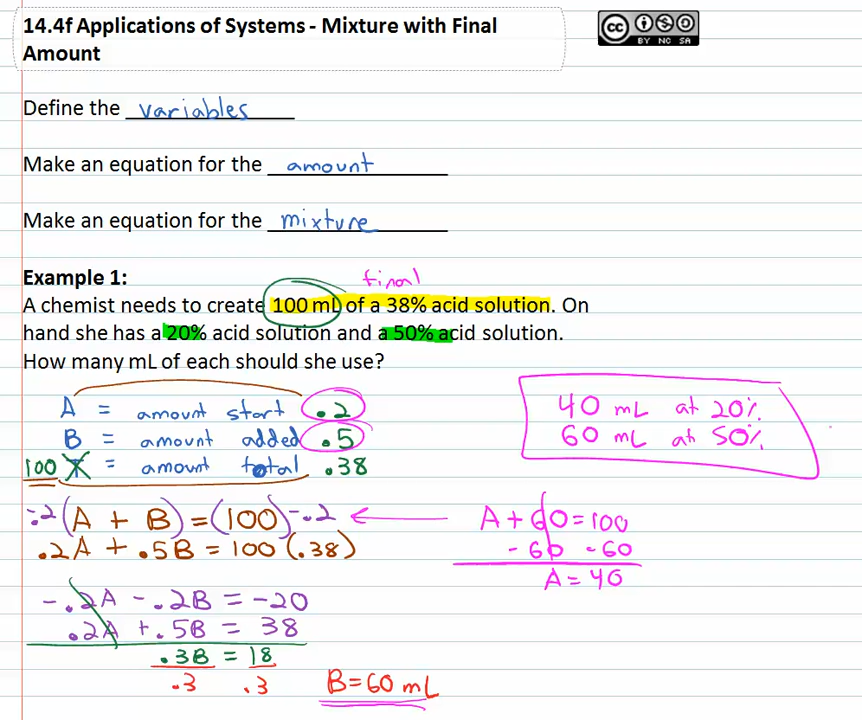 14.4f Applications of Systems - Mixture with Final
Amount
cc BY NC SA
Define the variables
Make an equation for the amount
Make an equation for the mixture
Example 1:
final
A chemist needs to create 100 mL of a 38% acid solution. On
hand she has a 20% acid solution and a 50% acid solution.
How many mL of each should she use?
A = amount start .2
B = amount added .5
100 X = amount total .38
40 mL at 20%
60 mL at 50%
-.2(A + B) = (100)-.2
.2A + .5B = 100(.38)
A + 60 = 100
-60 -60
A = 40
-.2A - .2B = -20
.2A + .5B = 38
.3B = 18
.3 .3
B = 60 mL